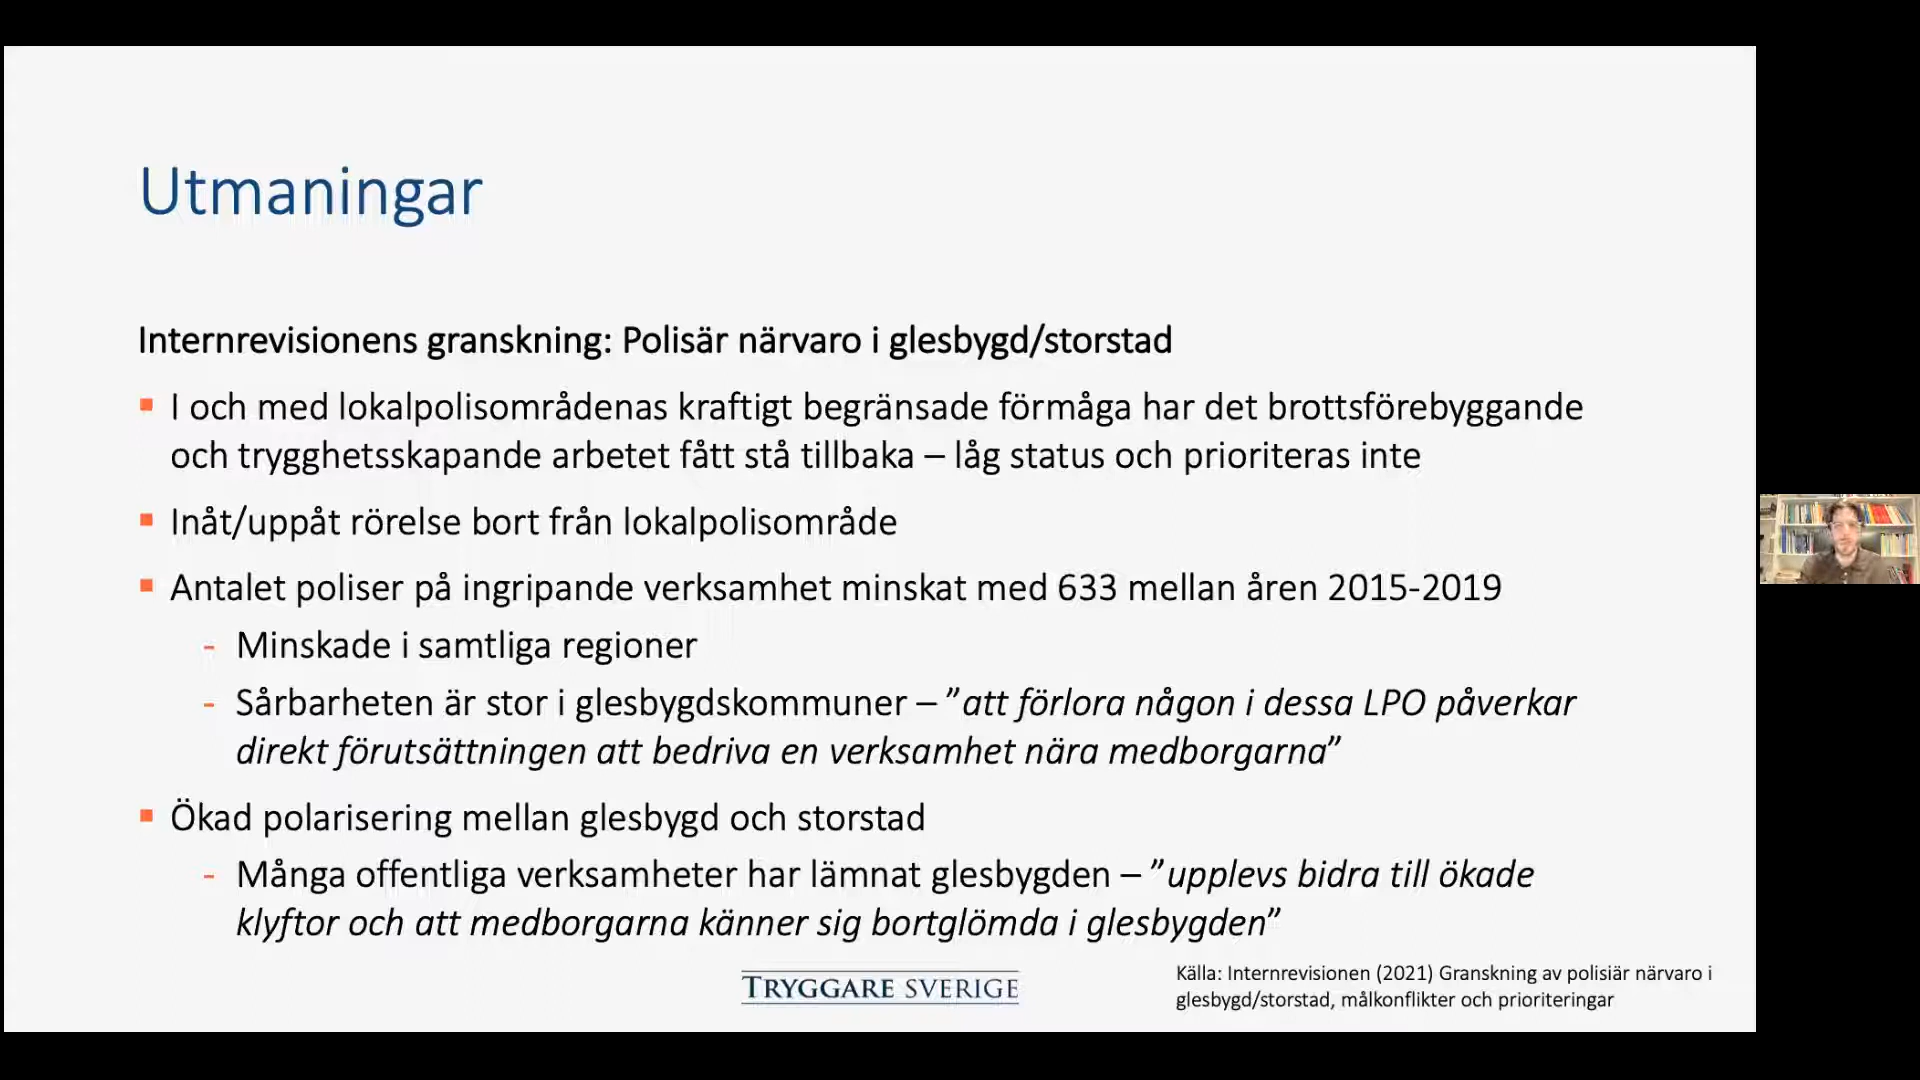 Utmaningar
Internrevisionens granskning: Polisär närvaro i glesbygd/storstad
▪ I och med lokalpolisområdenas kraftigt begränsade förmåga har det brottsförebyggande
och trygghetsskapande arbetet fått stå tillbaka – låg status och prioriteras inte
▪ Inåt/uppåt rörelse bort från lokalpolisområde
▪ Antalet poliser på ingripande verksamhet minskat med 633 mellan åren 2015-2019
- Minskade i samtliga regioner
- Sårbarheten är stor i glesbygdskommuner – ”att förlora någon i dessa LPO påverkar
direkt förutsättningen att bedriva en verksamhet nära medborgarna”
▪ Ökad polarisering mellan glesbygd och storstad
- Många offentliga verksamheter har lämnat glesbygden – ”upplevs bidra till ökade
klyftor och att medborgarna känner sig bortglömda i glesbygden”
TRYGGARE SVERIGE
Källa: Internrevisionen (2021) Granskning av polisiär närvaro i
glesbygd/storstad, målkonflikter och prioriteringar